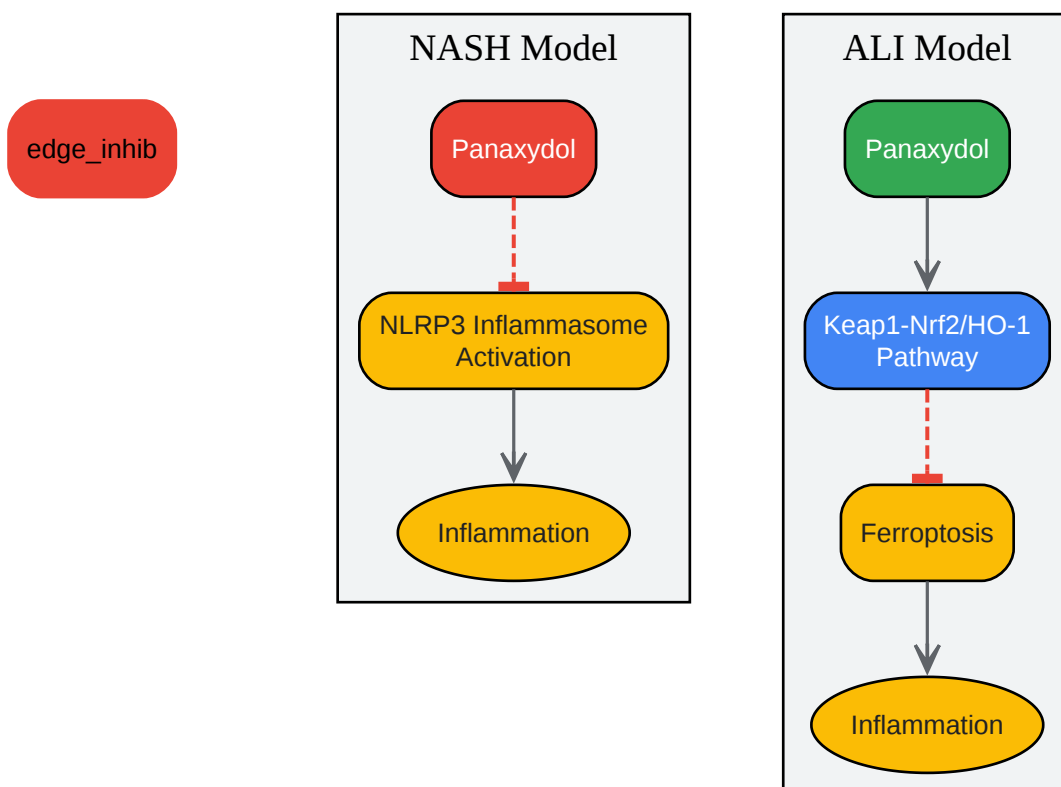 edge_inhib
NASH Model
Panaxydol
NLRP3 Inflammasome
Activation
Inflammation
ALI Model
Panaxydol
Keap1-Nrf2/HO-1
Pathway
Ferroptosis
Inflammation